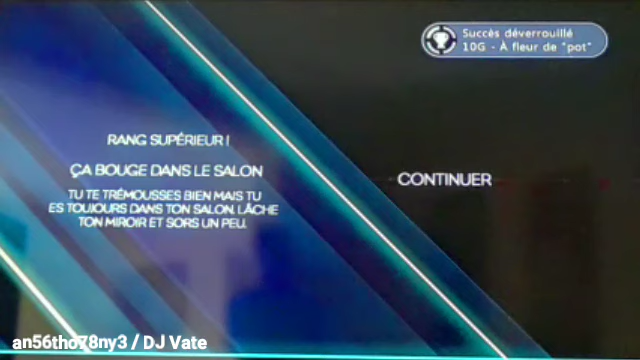 Succès déverrouillé
10G - À fleur de "pot"
RANG SUPÉRIEUR !
ÇA BOUGE DANS LE SALON
TU TE TRÉMOUSSES BIEN MAIS TU
ES TOUJOURS DANS TON SALON. LÂCHE
TON MIROIR ET SORS UN PEU.
CONTINUER
an56tho78ny3 / DJ Vate